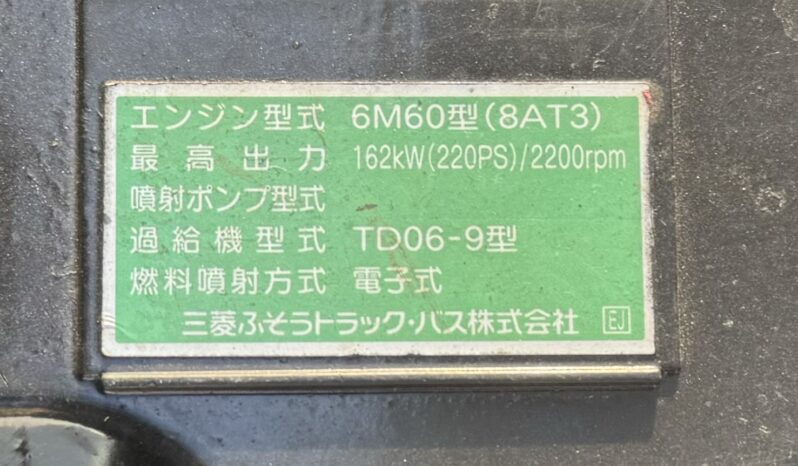 エンジン型式 6M60型(8AT3)
最高出力 162kW(220PS)/2200rpm
噴射ポンプ型式
過給機型式 TD06-9型
燃料噴射方式 電子式
三菱ふそうトラック・バス株式会社 EJ